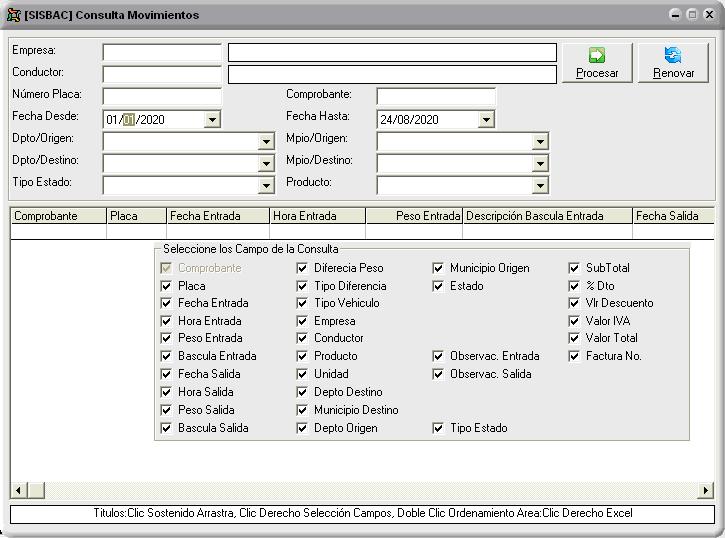 [SISBAC] Consulta Movimientos
Empresa:
Procesar
Renovar
Conductor:
Número Placa:
Comprobante:
Fecha Desde:
01/01/2020
Fecha Hasta:
24/08/2020
Dpto/Origen:
Mpio/Origen:
Dpto/Destino:
Mpio/Destino:
Tipo Estado:
Producto:
Comprobante Placa Fecha Entrada Hora Entrada Peso Entrada Descripción Bascula Entrada Fecha Salida
Seleccione los Campo de la Consulta
Comprobante Diferecia Peso Municipio Origen SubTotal
Placa Tipo Diferencia Estado % Dto
Fecha Entrada Tipo Vehiculo Vlr Descuento
Hora Entrada Empresa Valor IVA
Peso Entrada Conductor Valor Total
Bascula Entrada Producto Observac. Entrada Factura No.
Fecha Salida Unidad Observac. Salida
Hora Salida Depto Destino
Peso Salida Municipio Destino
Bascula Salida Depto Origen Tipo Estado
Titulos:Clic Sostenido Arrastra, Clic Derecho Selección Campos, Doble Clic Ordenamiento Area:Clic Derecho Excel